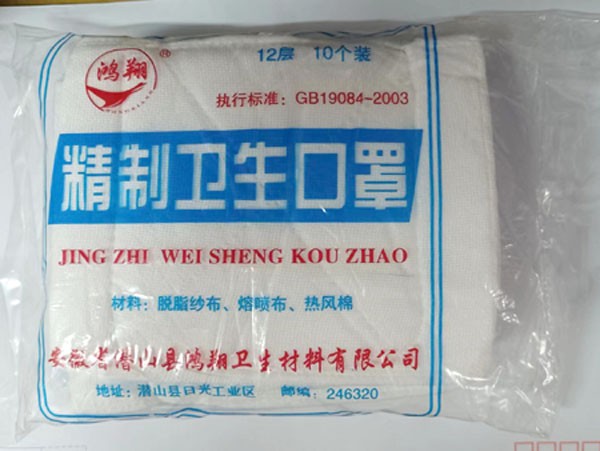 鸿翔®
12层 10个装
执行标准：GB19084-2003
精制卫生口罩
JING ZHI WEI SHENG KOU ZHAO
材料：脱脂纱布、熔喷布、热风棉
安徽省潜山县鸿翔卫生材料有限公司
地址：潜山县日光工业区 邮编：246320